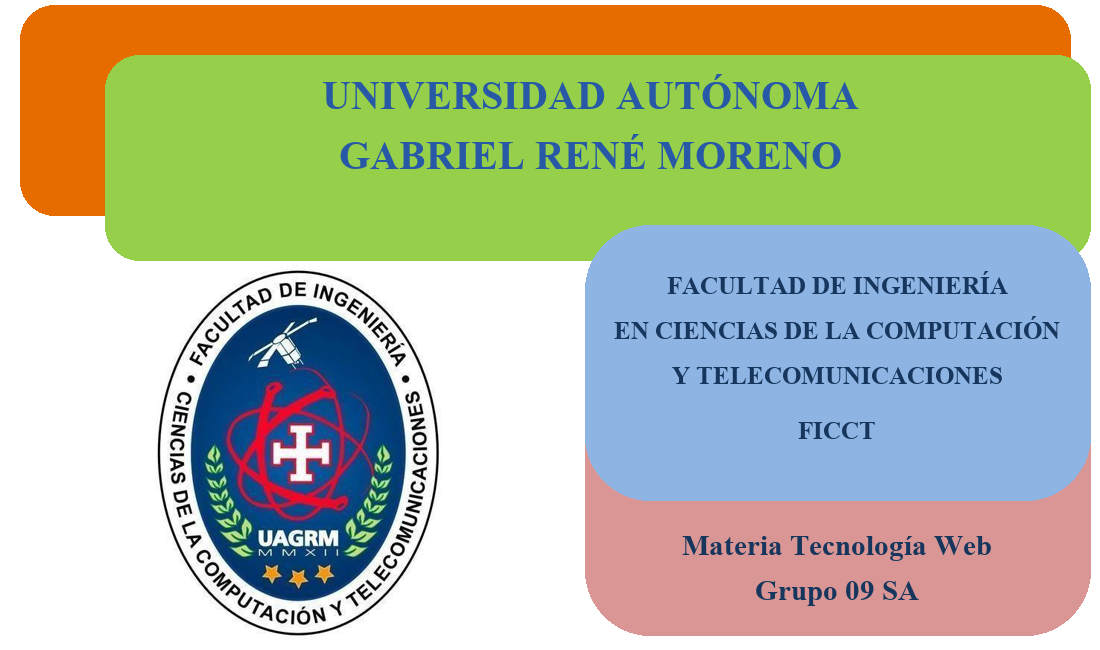 UNIVERSIDAD AUTÓNOMA
GABRIEL RENÉ MORENO
FACULTAD DE INGENIERÍA
EN CIENCIAS DE LA COMPUTACIÓN
Y TELECOMUNICACIONES
FICCT
Materia Tecnología Web
Grupo 09 SA
• FACULTAD DE INGENIERÍA •
CIENCIAS DE LA COMPUTACIÓN Y TELECOMUNICACIONES
UAGRM
MMXII